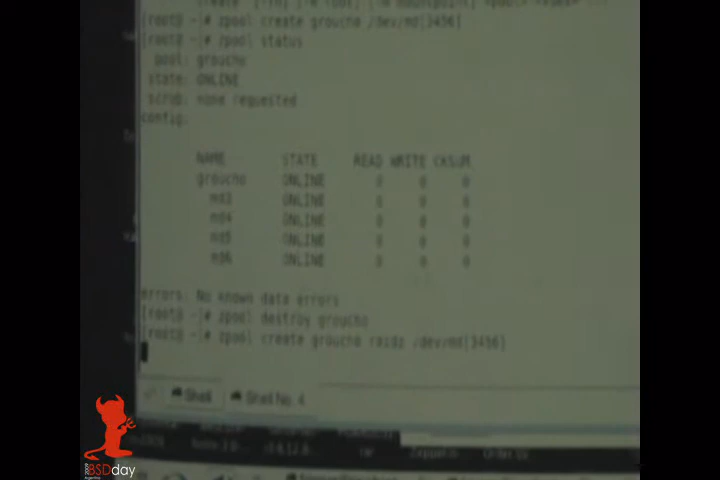 [root@ ~]# zpool create groucho /dev/md[3456]
[root@ ~]# zpool status
pool: groucho
state: ONLINE
scrub: none requested
config:
NAME STATE READ WRITE CKSUM
groucho ONLINE 0 0 0
md3 ONLINE 0 0 0
md4 ONLINE 0 0 0
md5 ONLINE 0 0 0
md6 ONLINE 0 0 0
errors: No known data errors
[root@ ~]# zpool destroy groucho
[root@ ~]# zpool create groucho raidz /dev/md[3456]
Shell Shell No. 4
BSDday
Argentina